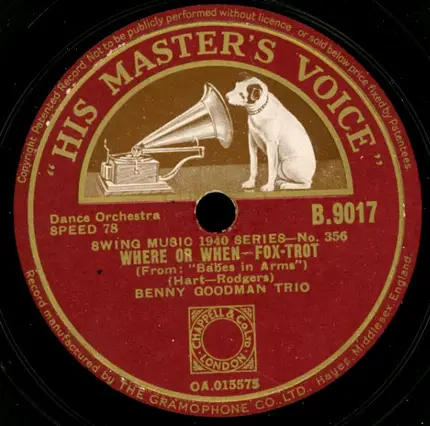 Copyright Patented Record Not to be publicly performed without licence or sold below price fixed by Patentees
"HIS MASTER'S VOICE"
Dance Orchestra
SPEED 78
B.9017
SWING MUSIC 1940 SERIES—No. 356
WHERE OR WHEN—FOX-TROT
(From: "Babes in Arms")
(Hart—Rodgers)
BENNY GOODMAN TRIO
CHAPPELL & CO LTD
LONDON
OA.015575
Record manufactured by THE GRAMOPHONE CO., LTD., Hayes, Middlesex, England.